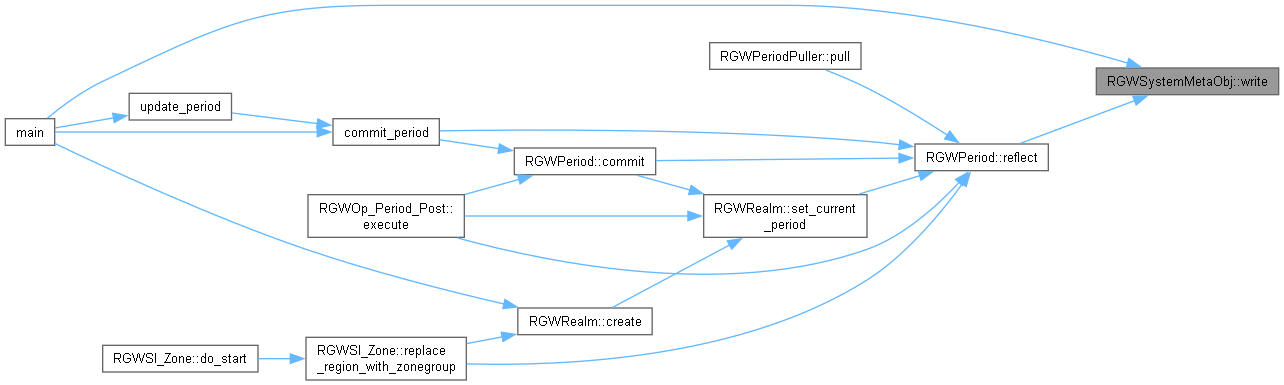 RGWPeriodPuller::pull
RGWSystemMetaObj::write
update_period
main
commit_period
RGWPeriod::commit
RGWPeriod::reflect
RGWOp_Period_Post::
execute
RGWRealm::set_current
_period
RGWRealm::create
RGWSI_Zone::do_start
RGWSI_Zone::replace
_region_with_zonegroup